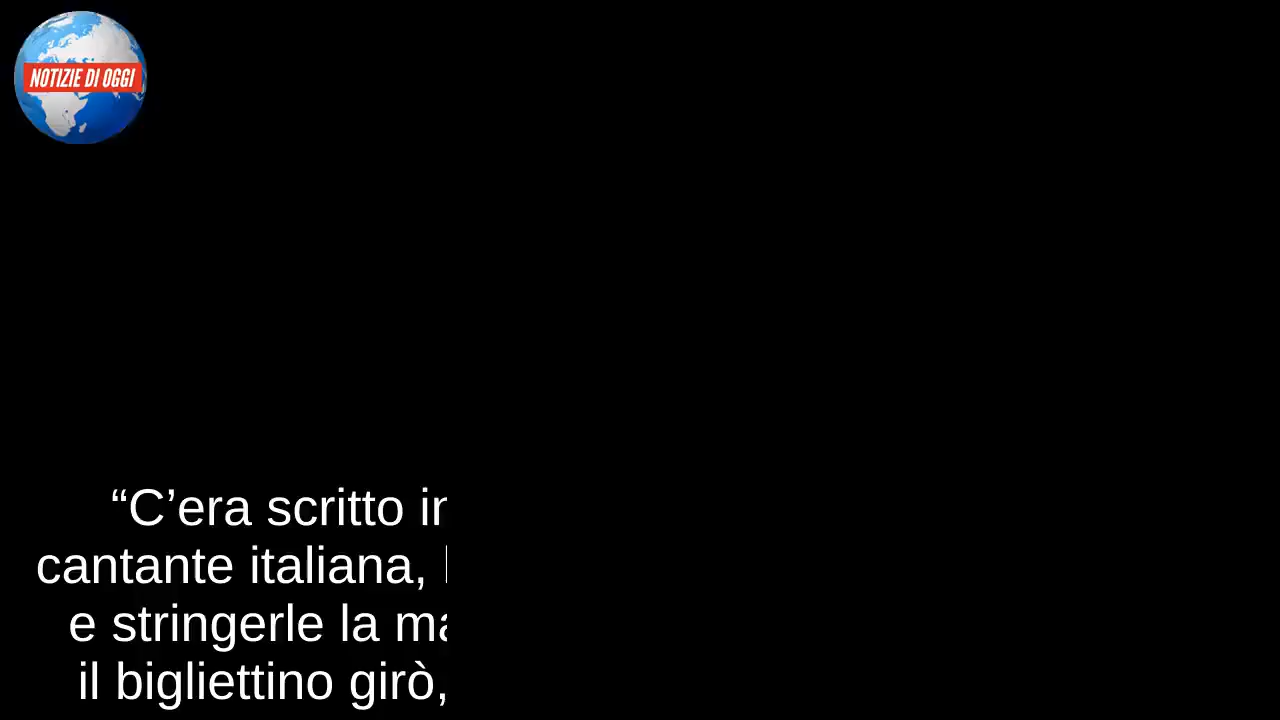 NOTIZIE DI OGGI
“C’era scritto in
cantante italiana,
e stringerle la
il bigliettino girò,